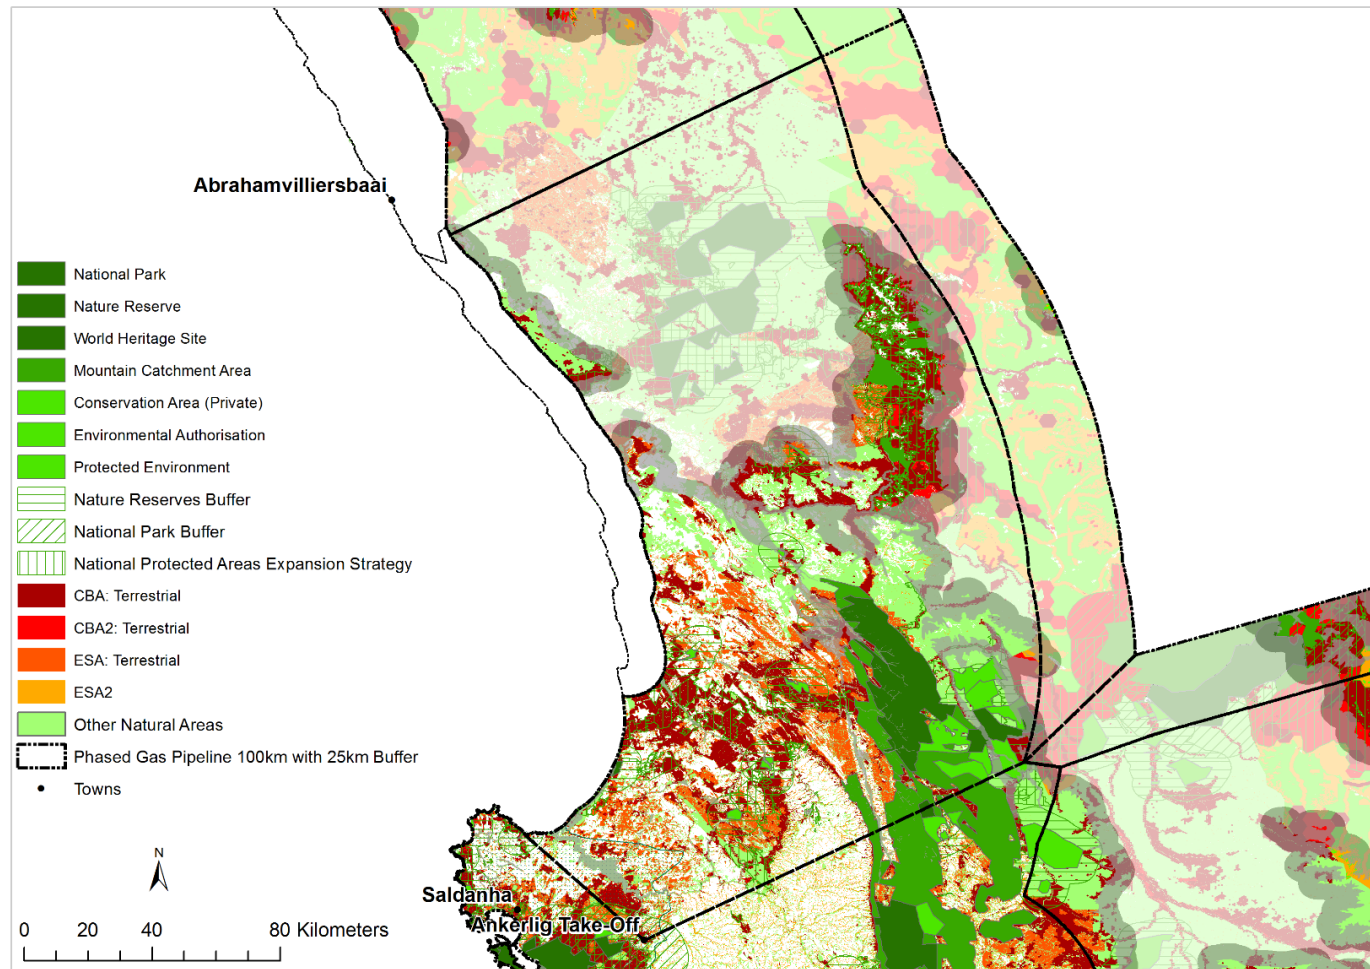 Abrahamvilliersbaai
National Park
Nature Reserve
World Heritage Site
Mountain Catchment Area
Conservation Area (Private)
Environmental Authorisation
Protected Environment
Nature Reserves Buffer
National Park Buffer
National Protected Areas Expansion Strategy
CBA: Terrestrial
CBA2: Terrestrial
ESA: Terrestrial
ESA2
Other Natural Areas
Phased Gas Pipeline 100km with 25km Buffer
Towns
N
Saldanha
Ankerlig Take-Off
0 20 40 80 Kilometers